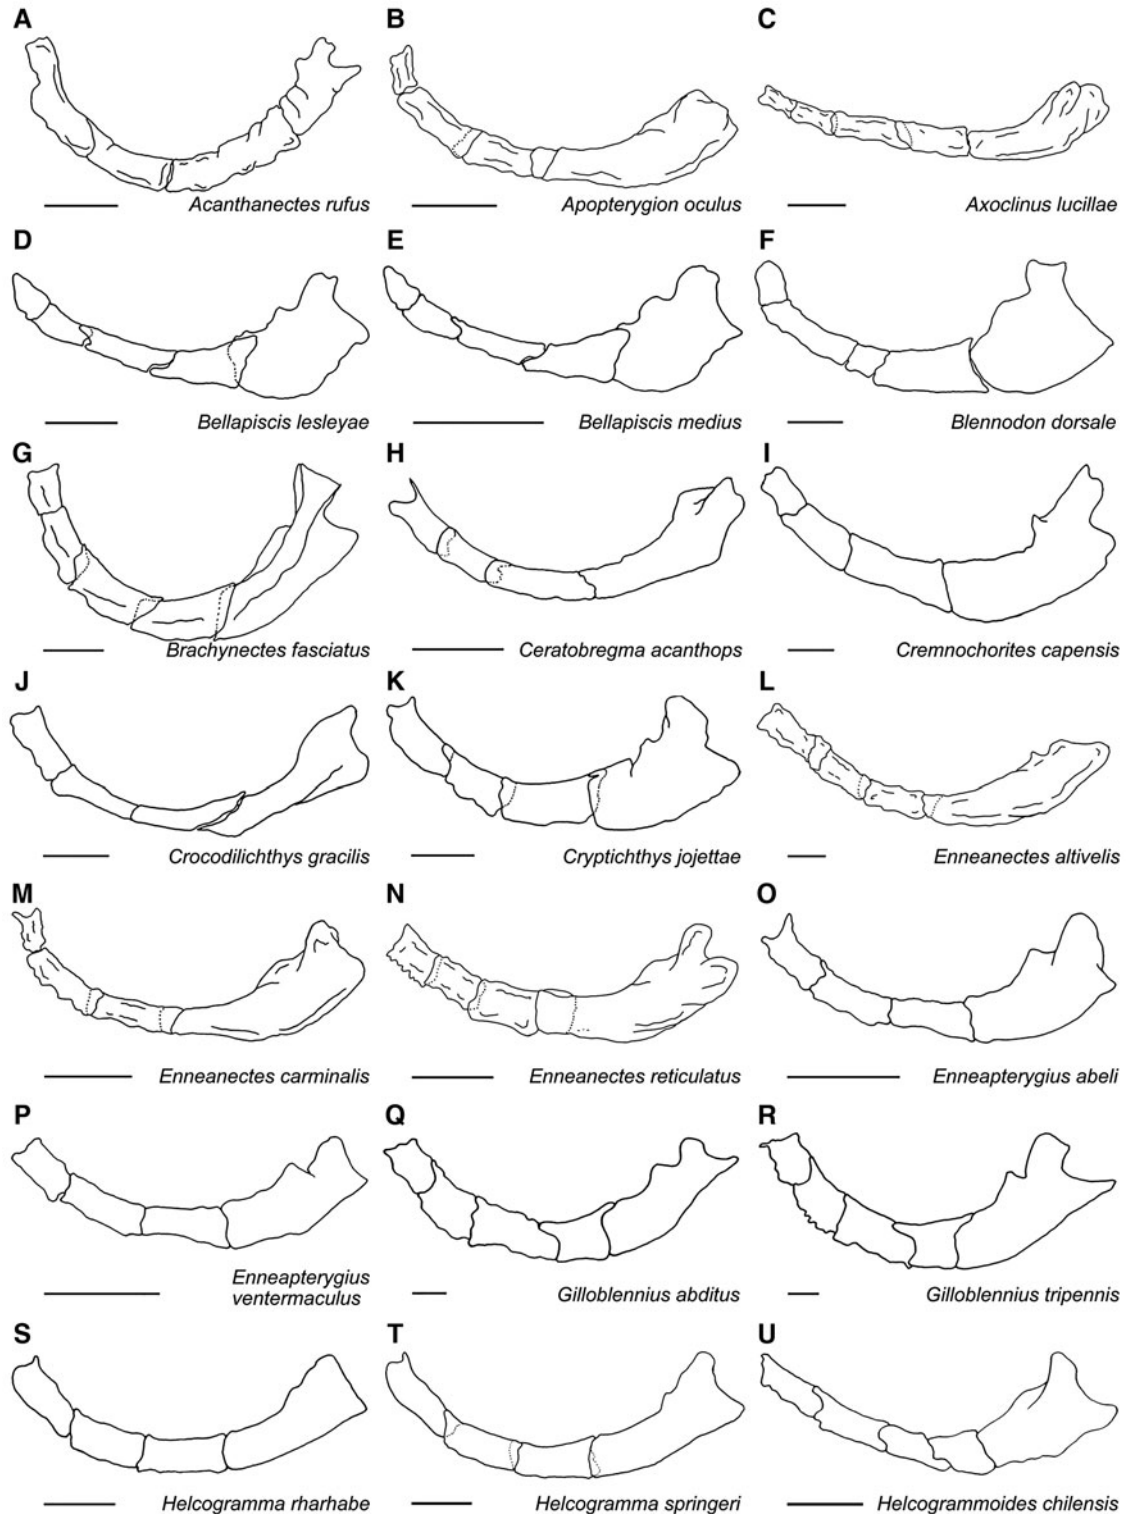 A B C
Acanthanectes rufus Apopterygion oculus Axoclinus lucillae
D E F
Bellapiscis lesleyae Bellapiscis medius Blennodon dorsale
G H I
Brachynectes fasciatus Ceratobregma acanthops Cremnochorites capensis
J K L
Crocodilichthys gracilis Cryptichthys jojettae Enneanectes altivelis
M N O
Enneanectes carminalis Enneanectes reticulatus Enneapterygius abeli
P Q R
Enneapterygius
ventermaculus Gilloblennius abditus Gilloblennius tripennis
S T U
Helcogramma rharhabe Helcogramma springeri Helcogrammoides chilensis